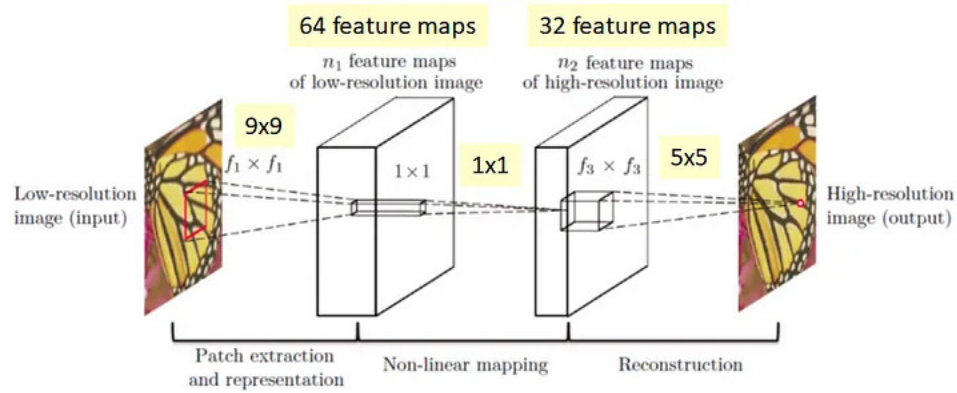 64 feature maps
32 feature maps
n₁ feature maps
of low-resolution image
n₂ feature maps
of high-resolution image
9x9
f₁ × f₁
1×1
1x1
f₃ × f₃
5x5
Low-resolution
image (input)
High-resolution
image (output)
Patch extraction
and representation
Non-linear mapping
Reconstruction